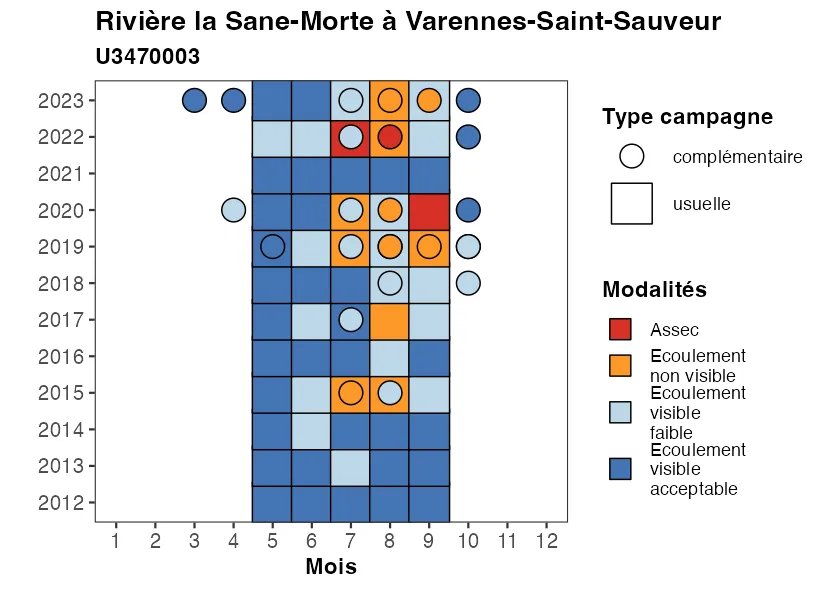 Rivière la Sane-Morte à Varennes-Saint-Sauveur
U3470003
2023
2022
2021
2020
2019
2018
2017
2016
2015
2014
2013
2012
1 2 3 4 5 6 7 8 9 10 11 12
Mois
Type campagne
complémentaire
usuelle
Modalités
Assec
Ecoulement
non visible
Ecoulement
visible
faible
Ecoulement
visible
acceptable